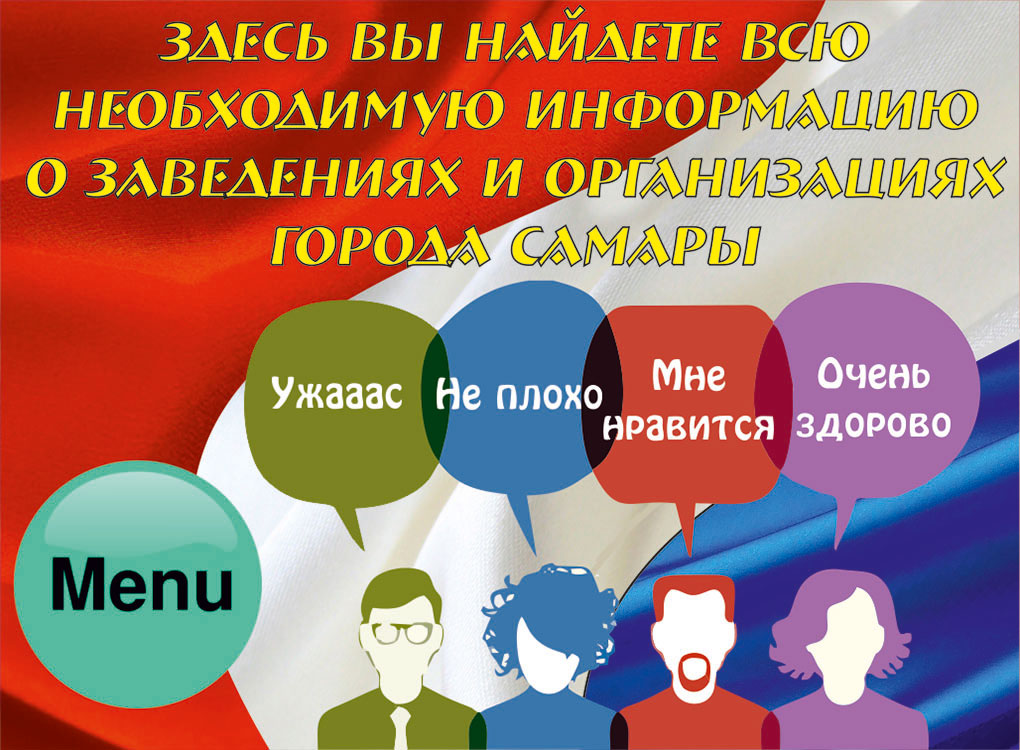 ЗДЕСЬ ВЫ НАЙДЕТЕ ВСЮ
НЕОБХОДИМУЮ ИНФОРМАЦИЮ
О ЗАВЕДЕНИЯХ И ОРГАНИЗАЦИЯХ
ГОРОДА САМАРЫ
Ужааас
Не плохо
Мне
нравится
Очень
здорово
Menu